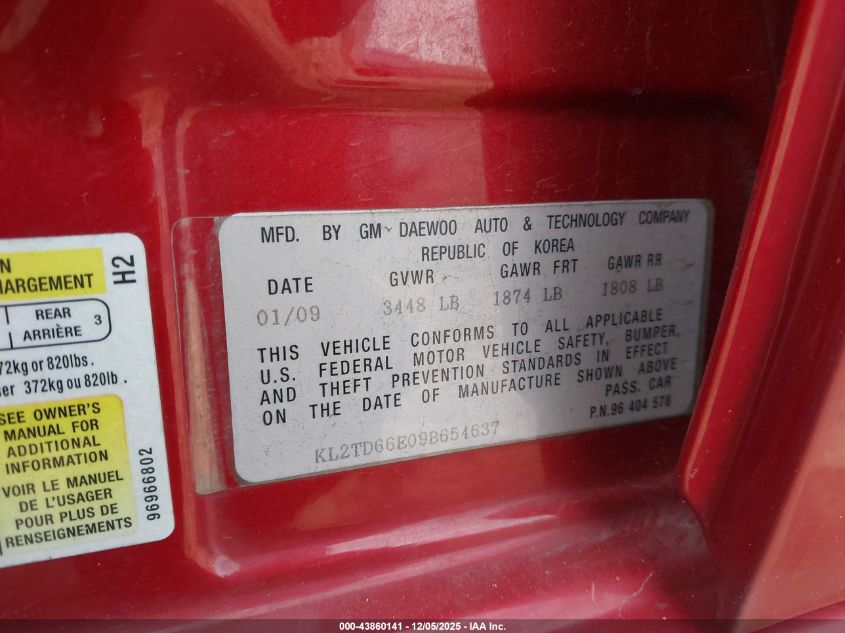 N
HARGEMENT
H2
REAR
ARRIÈRE 3
72kg or 820lbs.
ser 372kg ou 820lb.
SEE OWNER'S
MANUAL FOR
ADDITIONAL
INFORMATION
VOIR LE MANUEL
DE L'USAGER
POUR PLUS DE
RENSEIGNEMENTS
96966802
MFD. BY GM DAEWOO AUTO & TECHNOLOGY COMPANY
REPUBLIC OF KOREA
DATE GVWR GAWR FRT GAWR RR
01/09 3448 LB 1874 LB 1808 LB
THIS VEHICLE CONFORMS TO ALL APPLICABLE
U.S. FEDERAL MOTOR VEHICLE SAFETY, BUMPER,
AND THEFT PREVENTION STANDARDS IN EFFECT
ON THE DATE OF MANUFACTURE SHOWN ABOVE
PASS. CAR
P.N.96 404 576
KL2TD66E09B654637
000-43860141 - 12/05/2025 - IAA Inc.